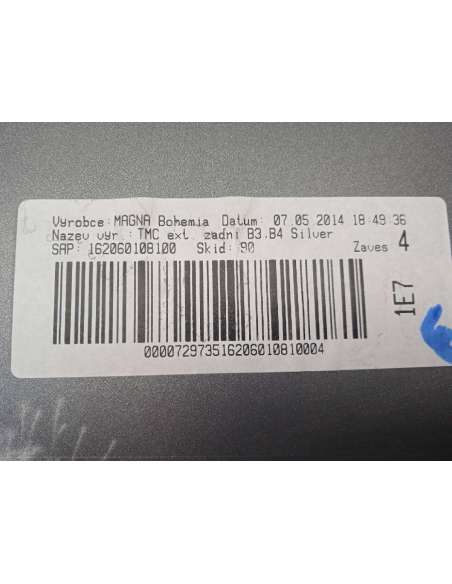 Vyrobce: MAGNA Bohemia Datum: 07.05.2014 18:49:36
Nazev vyr.: TMC ext. zadni B3.B4 Silver
SAP: 162060108100 Skid: 90 Zaves 4
1E7
000072973516206010810004